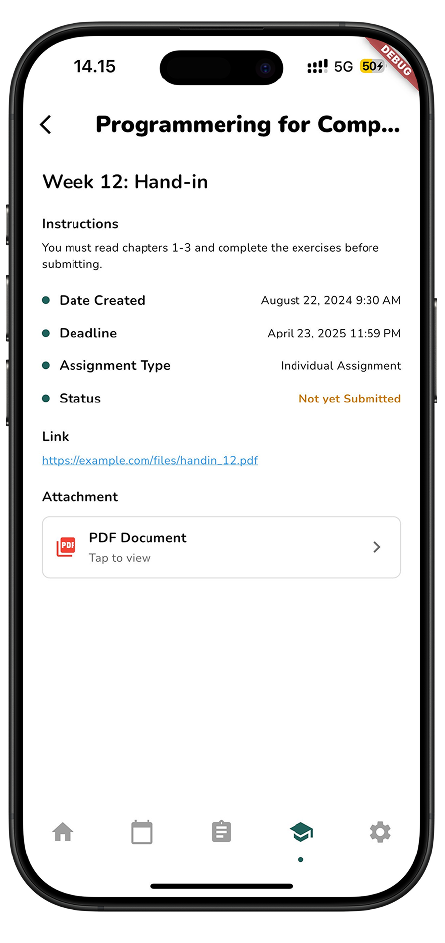 14.15
5G
50
DEBUG
Programmering for Comp...
Week 12: Hand-in
Instructions
You must read chapters 1-3 and complete the exercises before
submitting.
Date Created August 22, 2024 9:30 AM
Deadline April 23, 2025 11:59 PM
Assignment Type Individual Assignment
Status Not yet Submitted
Link
https://example.com/files/handin_12.pdf
Attachment
PDF
PDF Document
Tap to view